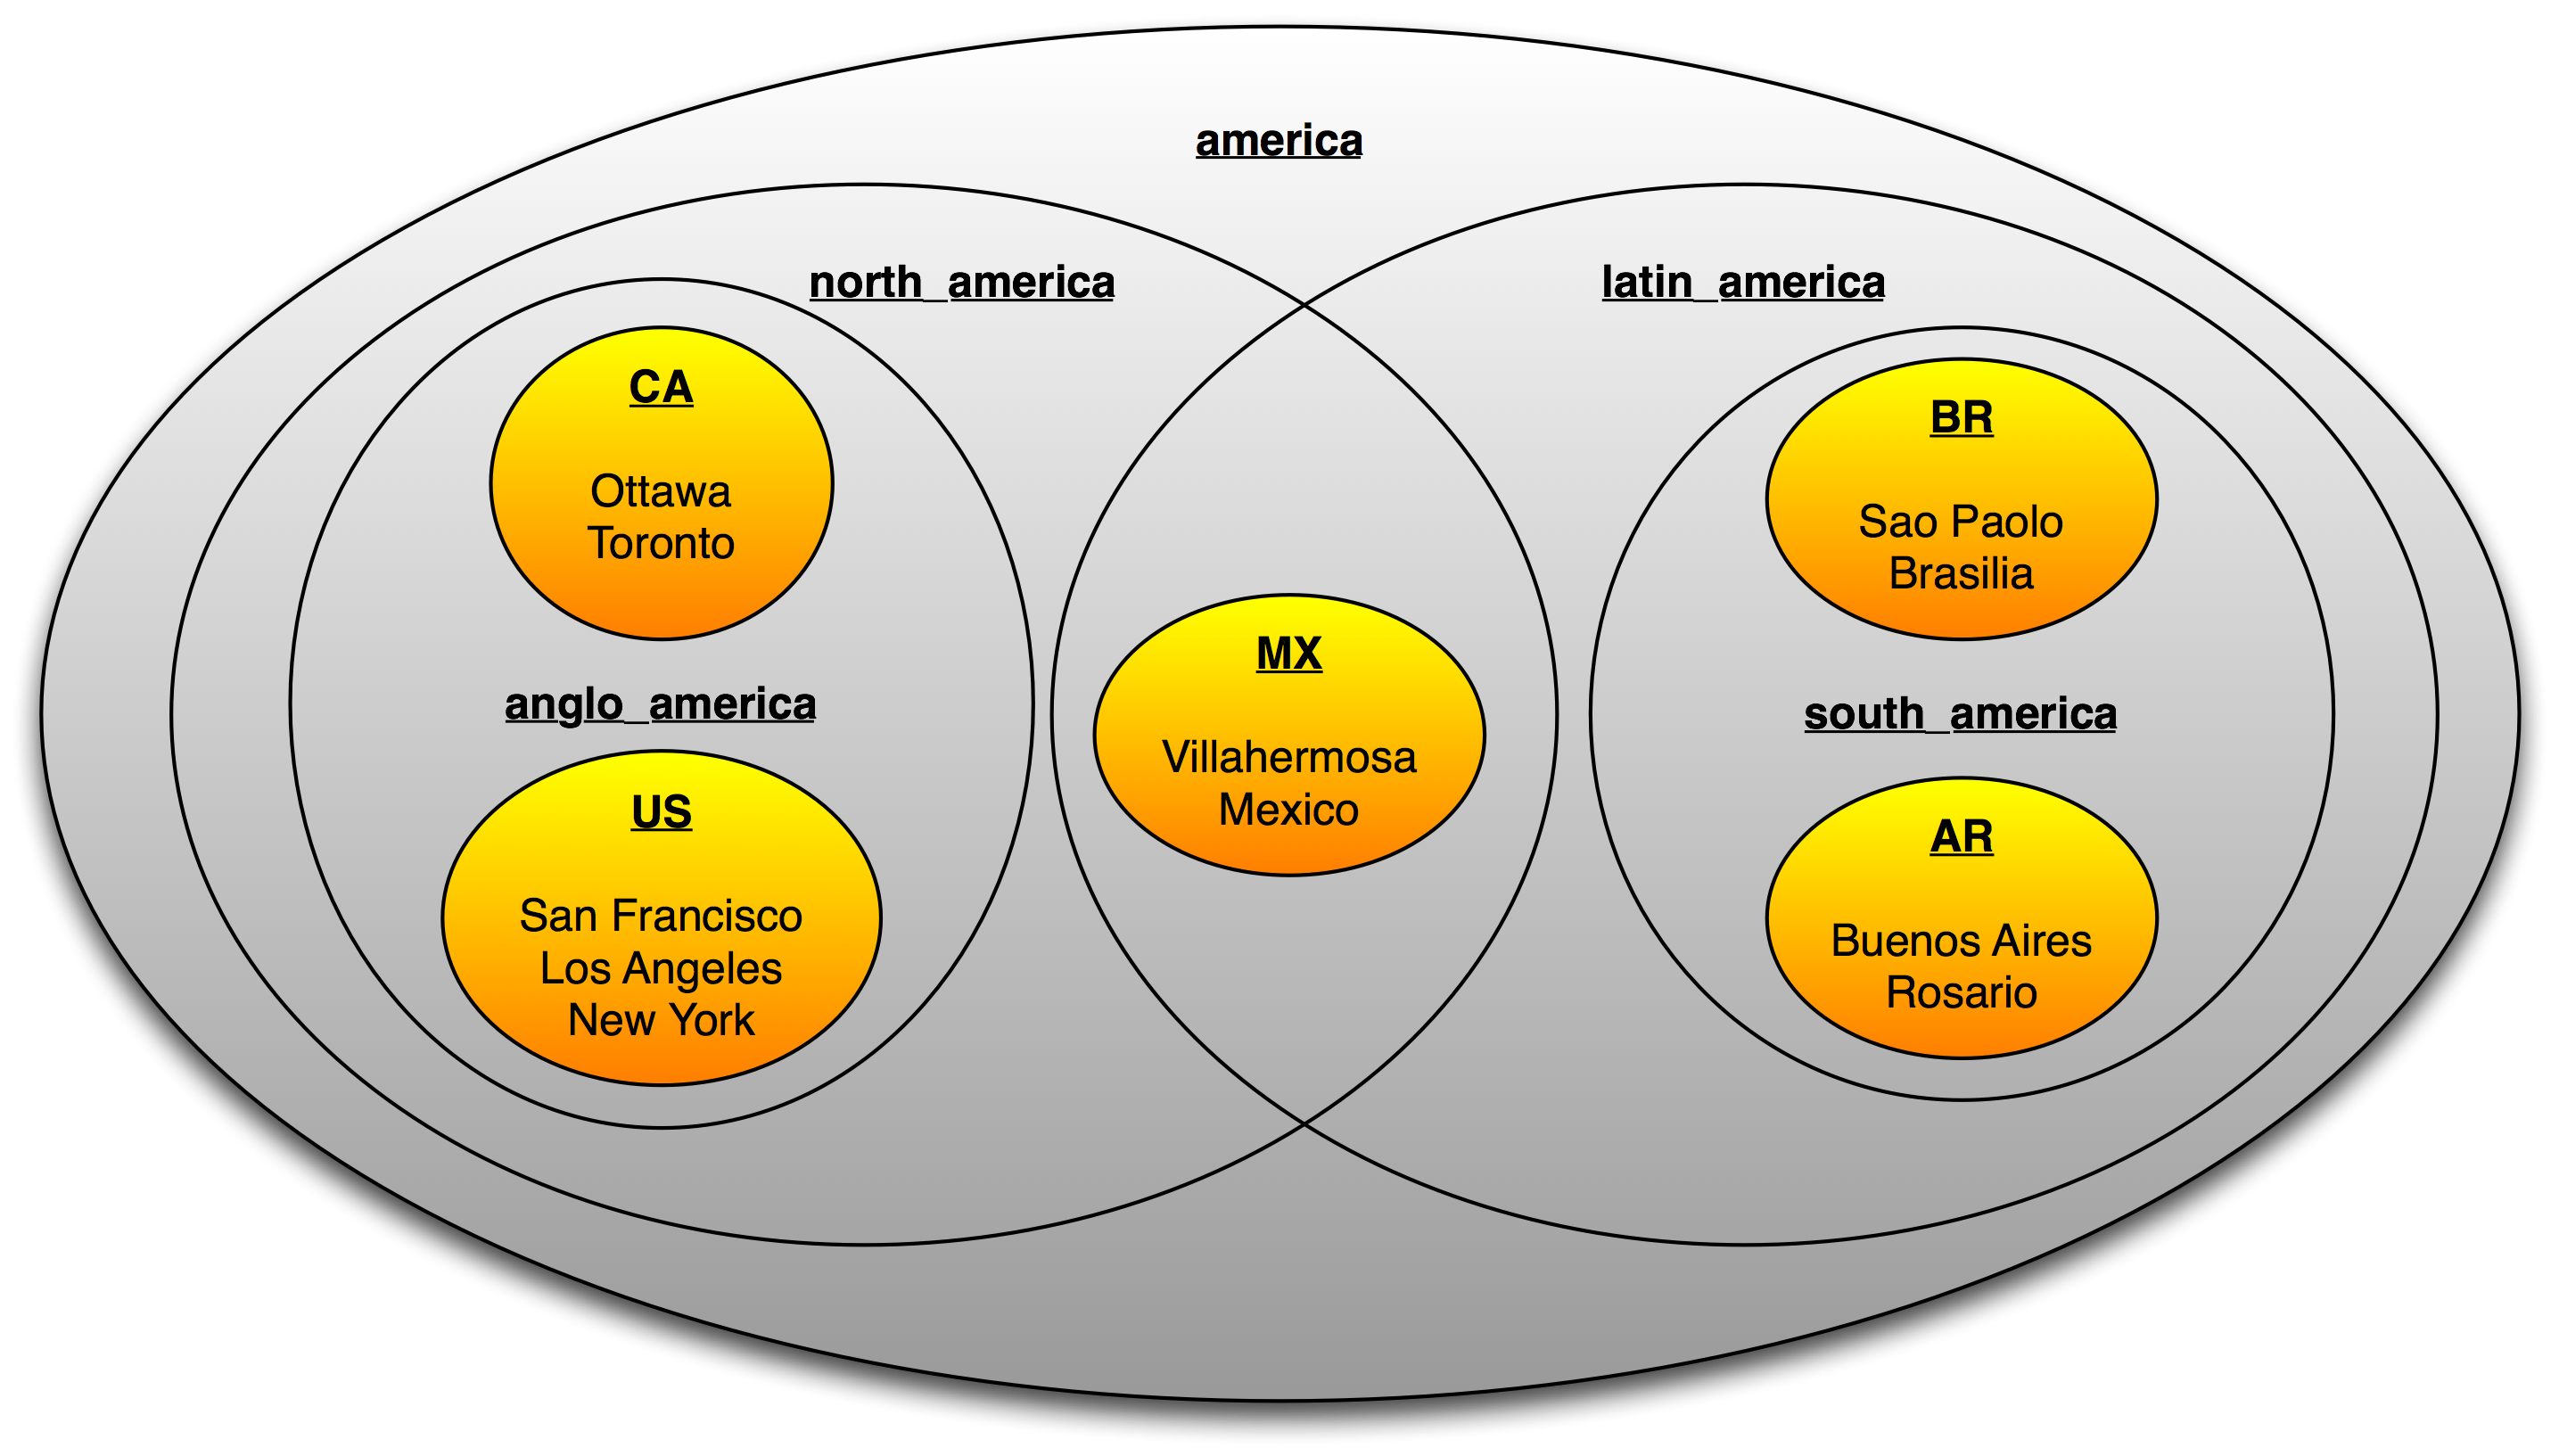 america
north_america
latin_america
CA
Ottawa
Toronto
anglo_america
US
San Francisco
Los Angeles
New York
MX
Villahermosa
Mexico
BR
Sao Paolo
Brasilia
south_america
AR
Buenos Aires
Rosario